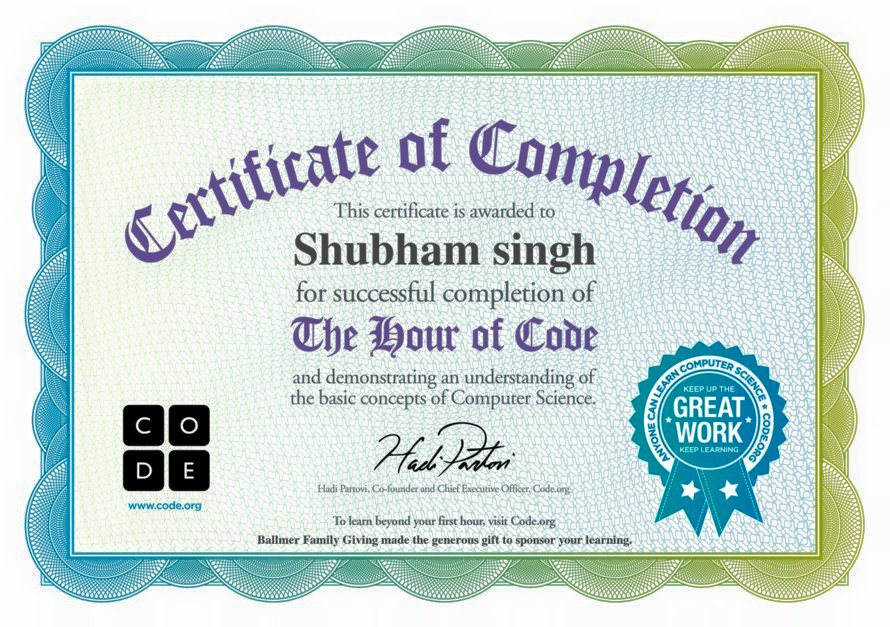 Certificate of Completion
This certificate is awarded to
Shubham singh
for successful completion of
The Hour of Code
and demonstrating an understanding of
the basic concepts of Computer Science.
Hadi Partovi
Hadi Partovi, Co-founder and Chief Executive Officer, Code.org
To learn beyond your first hour, visit Code.org
Ballmer Family Giving made the generous gift to sponsor your learning.
C O
D E
www.code.org
ANYONE CAN LEARN COMPUTER SCIENCE ★ CODE.ORG ★
KEEP UP THE
GREAT
WORK
KEEP LEARNING